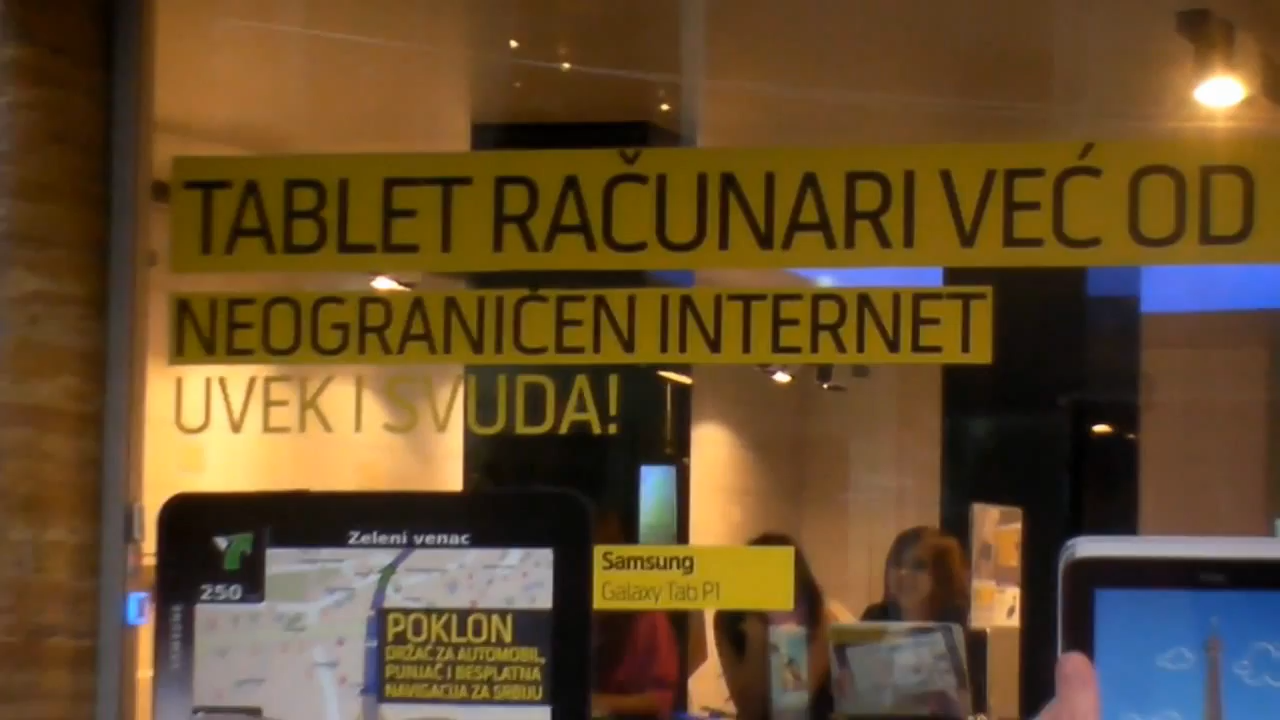 TABLET RAČUNARI VEĆ OD
NEOGRANIČEN INTERNET
UVEK I SVUDA!
Zeleni venac
250
Samsung
Galaxy Tab P1
POKLON
DRŽAČ ZA AUTOMOBIL,
PUNJAČ I BESPLATNA
NAVIGACIJA ZA SRBIJU